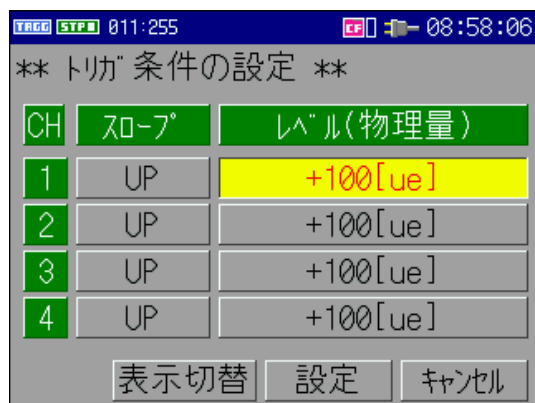 TRGG STP■ 011:255 CF 08:58:06
** トリガ条件の設定 **
CH スロープ レベル(物理量)
1 UP +100[ue]
2 UP +100[ue]
3 UP +100[ue]
4 UP +100[ue]
表示切替 設定 キャンセル